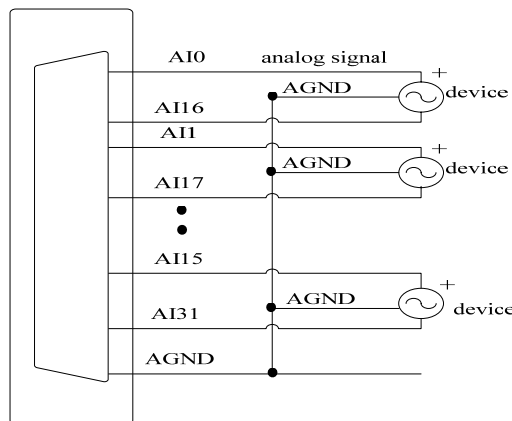 AI0 analog signal
+
AGND
device
AI16
AI1
+
AGND
device
AI17
AI15
+
AGND
device
AI31
AGND